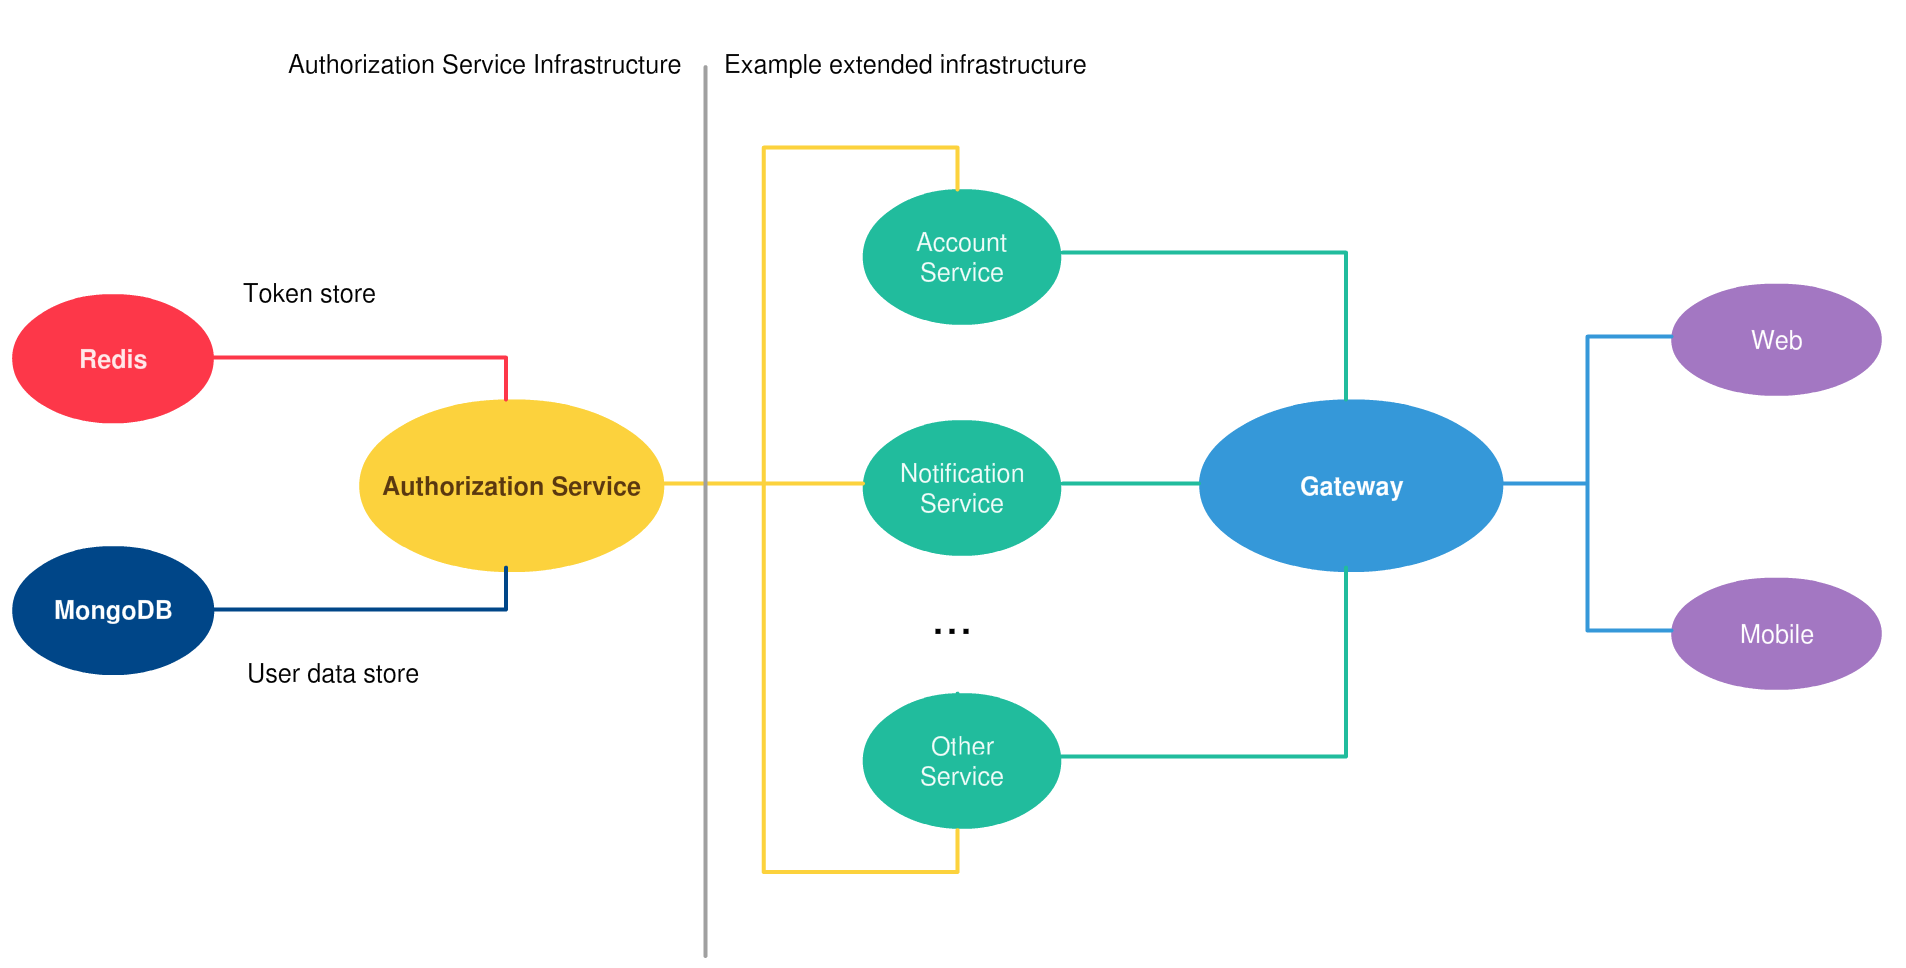 Authorization Service Infrastructure
Example extended infrastructure
Token store
Redis
Authorization Service
MongoDB
User data store
Account
Service
Notification
Service
...
Other
Service
Gateway
Web
Mobile